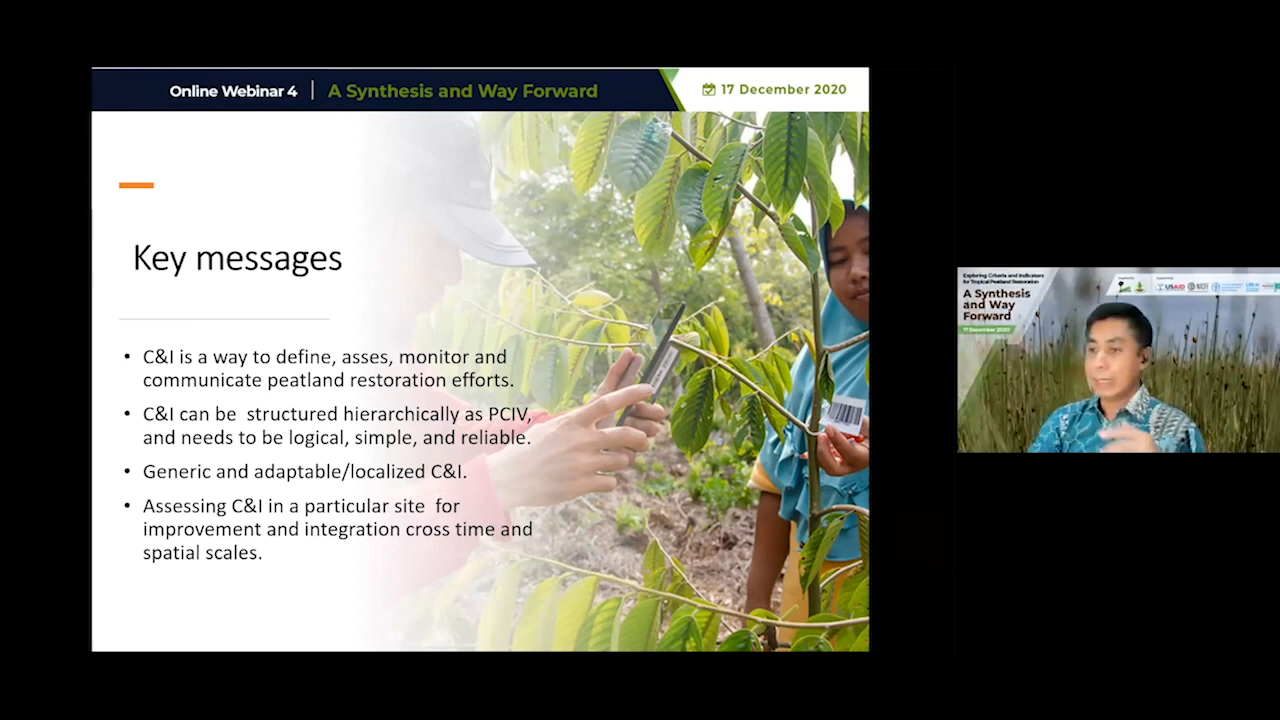 Online Webinar 4 | A Synthesis and Way Forward
17 December 2020
Key messages
• C&I is a way to define, asses, monitor and
communicate peatland restoration efforts.
• C&I can be structured hierarchically as PCIV,
and needs to be logical, simple, and reliable.
• Generic and adaptable/localized C&I.
• Assessing C&I in a particular site for
improvement and integration cross time and
spatial scales.
Exploring Criteria and Indicators
for Tropical Peatland Restoration
A Synthesis
and Way
Forward
17 December 2020
USAID